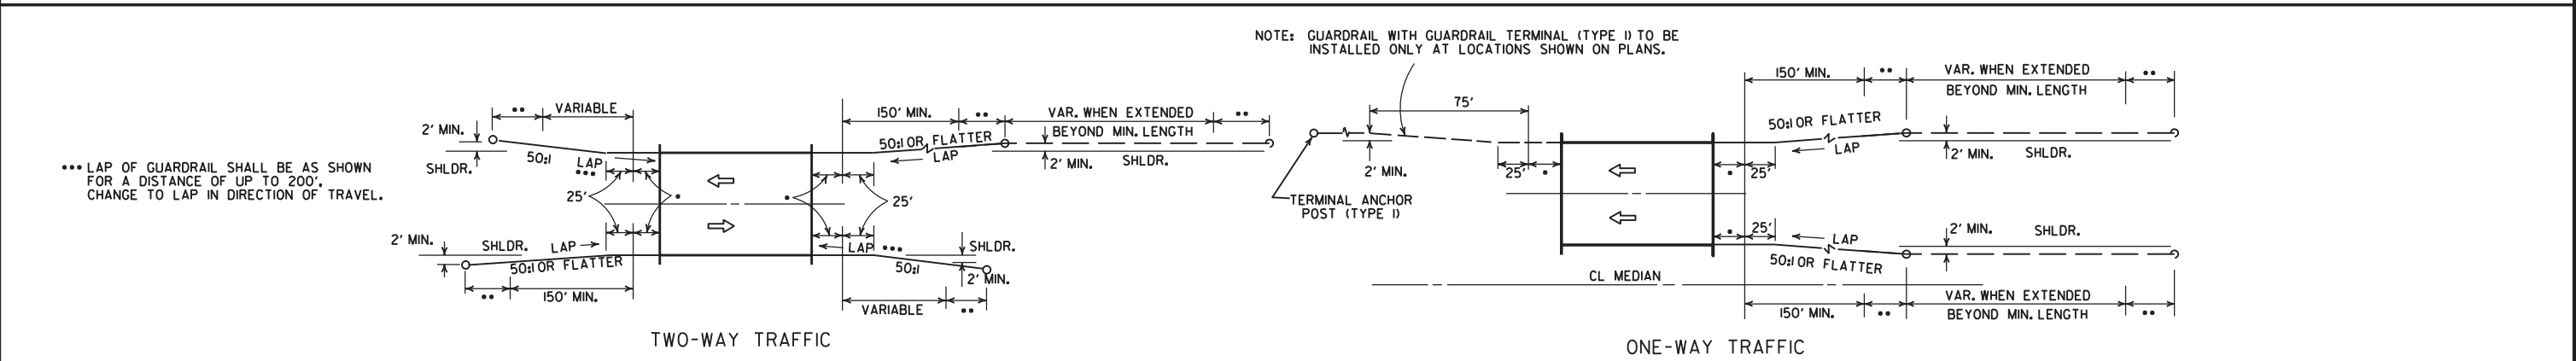 NOTE: GUARDRAIL WITH GUARDRAIL TERMINAL (TYPE I) TO BE
INSTALLED ONLY AT LOCATIONS SHOWN ON PLANS.
••• LAP OF GUARDRAIL SHALL BE AS SHOWN
FOR A DISTANCE OF UP TO 200'.
CHANGE TO LAP IN DIRECTION OF TRAVEL.
•• VARIABLE
2' MIN.
SHLDR.
50:1
LAP
•••
25'
•
2' MIN.
SHLDR.
LAP
50:1 OR FLATTER
•• 150' MIN.
150' MIN. •• VAR. WHEN EXTENDED ••
BEYOND MIN. LENGTH
50:1 OR FLATTER
LAP
2' MIN. SHLDR.
• 25'
LAP •••
SHLDR.
50:1
2' MIN.
VARIABLE ••
TWO-WAY TRAFFIC
75'
2' MIN.
25' •
TERMINAL ANCHOR
POST (TYPE I)
150' MIN. •• VAR. WHEN EXTENDED ••
BEYOND MIN. LENGTH
50:1 OR FLATTER
LAP
2' MIN. SHLDR.
• 25'
• 25'
LAP
2' MIN. SHLDR.
50:1 OR FLATTER
CL MEDIAN
150' MIN. •• VAR. WHEN EXTENDED ••
BEYOND MIN. LENGTH
ONE-WAY TRAFFIC